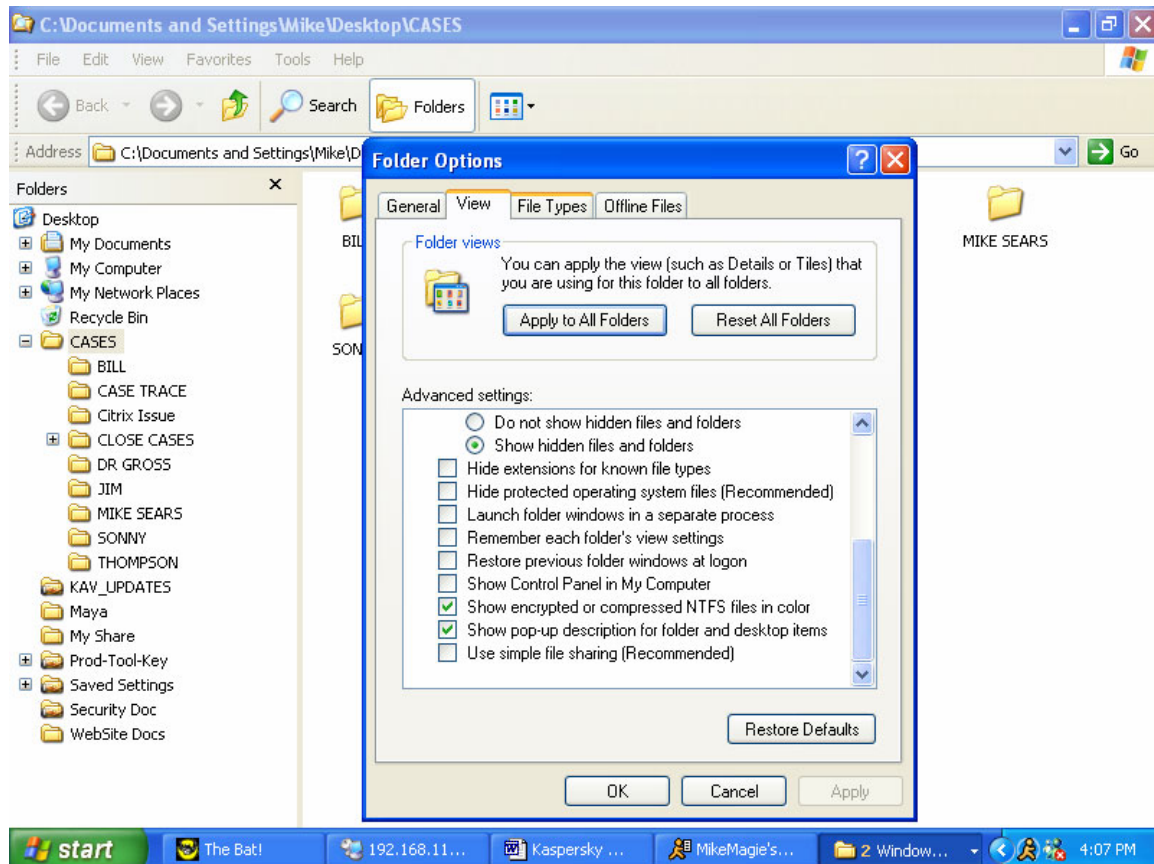 C:\Documents and Settings\Mike\Desktop\CASES
File Edit View Favorites Tools Help
Back Search Folders
Address C:\Documents and Settings\Mike\D Go
Folders
Desktop
My Documents
My Computer
My Network Places
Recycle Bin
CASES
BILL
CASE TRACE
Citrix Issue
CLOSE CASES
DR GROSS
JIM
MIKE SEARS
SONNY
THOMPSON
KAV_UPDATES
Maya
My Share
Prod-Tool-Key
Saved Settings
Security Doc
WebSite Docs
BIL
SON
MIKE SEARS
Folder Options
General View File Types Offline Files
Folder views
You can apply the view (such as Details or Tiles) that
you are using for this folder to all folders.
Apply to All Folders Reset All Folders
Advanced settings:
Do not show hidden files and folders
Show hidden files and folders
Hide extensions for known file types
Hide protected operating system files (Recommended)
Launch folder windows in a separate process
Remember each folder's view settings
Restore previous folder windows at logon
Show Control Panel in My Computer
Show encrypted or compressed NTFS files in color
Show pop-up description for folder and desktop items
Use simple file sharing (Recommended)
Restore Defaults
OK Cancel Apply
start The Bat! 192.168.11... Kaspersky ... MikeMagie's... 2 Window... 4:07 PM